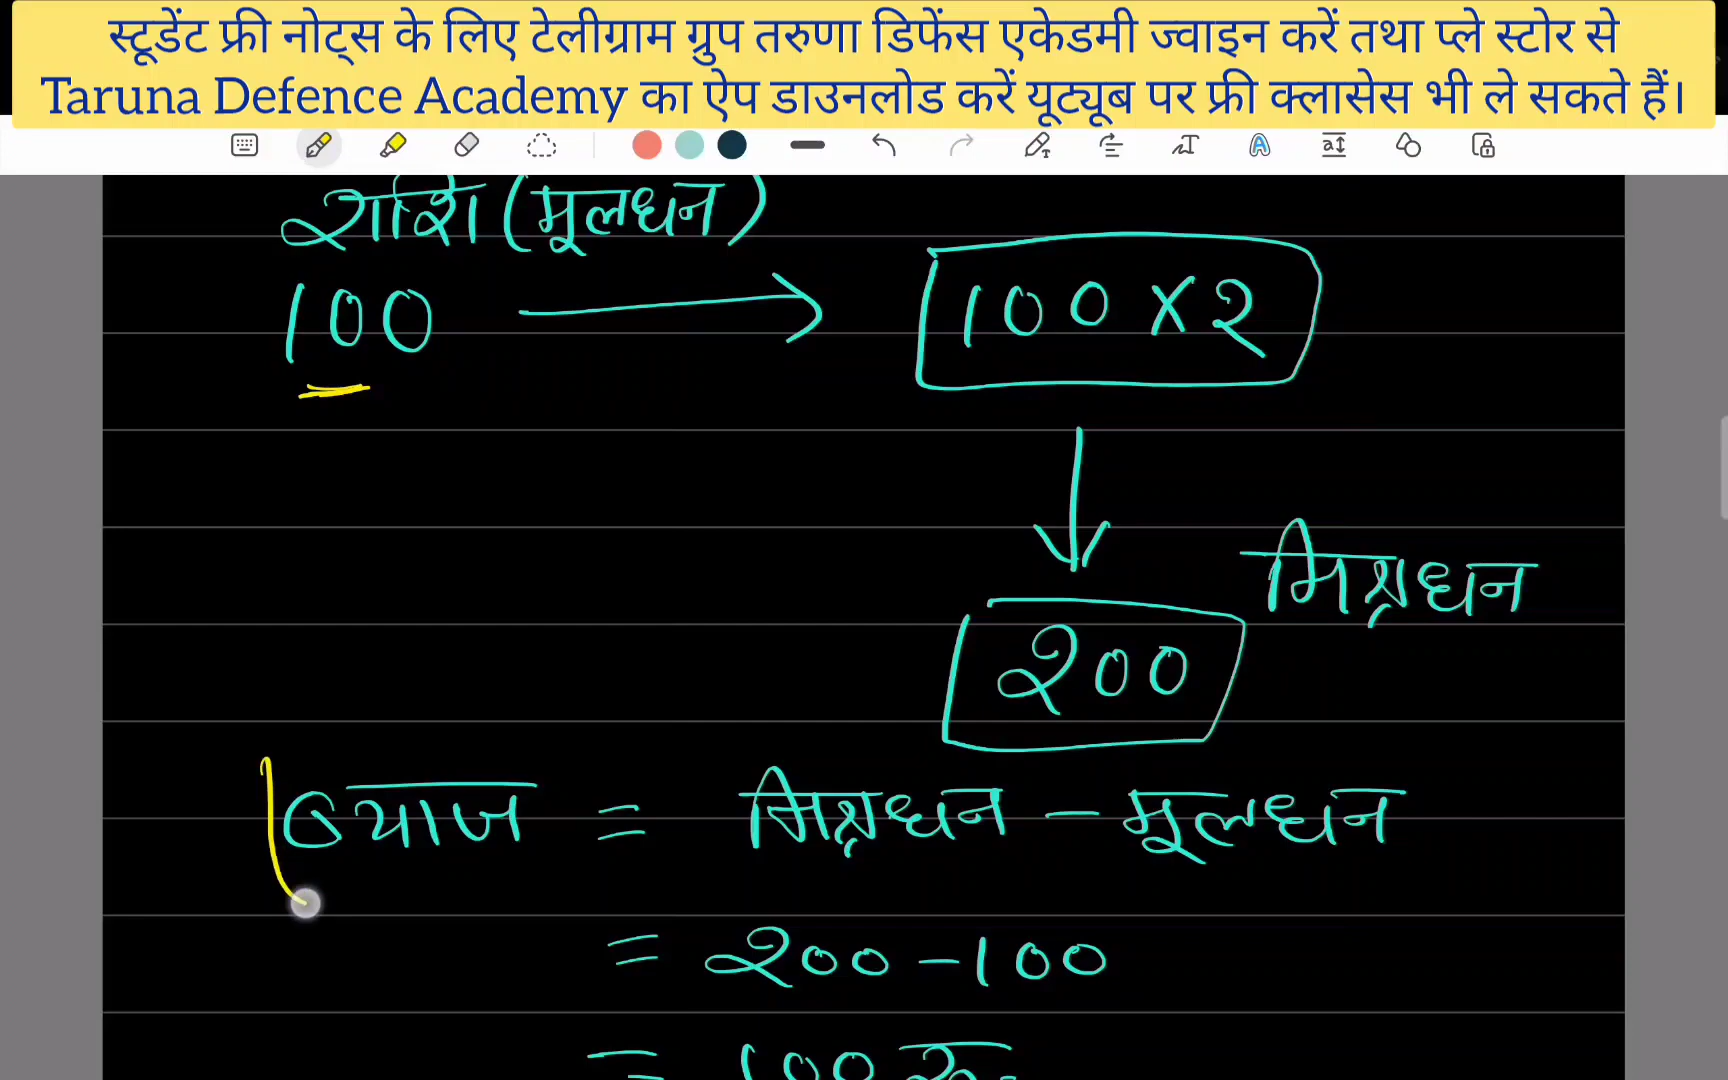 स्टूडेंट फ्री नोट्स के लिए टेलीग्राम ग्रुप तरुणा डिफेंस एकेडमी ज्वाइन करें तथा प्ले स्टोर से
Taruna Defence Academy का ऐप डाउनलोड करें यूट्यूब पर फ्री क्लासेस भी ले सकते हैं।
राशि (मूलधन)
100 → 100 × 2
मिश्रधन
200
ब्याज = मिश्रधन - मूलधन
= 200 - 100
= 100 रू